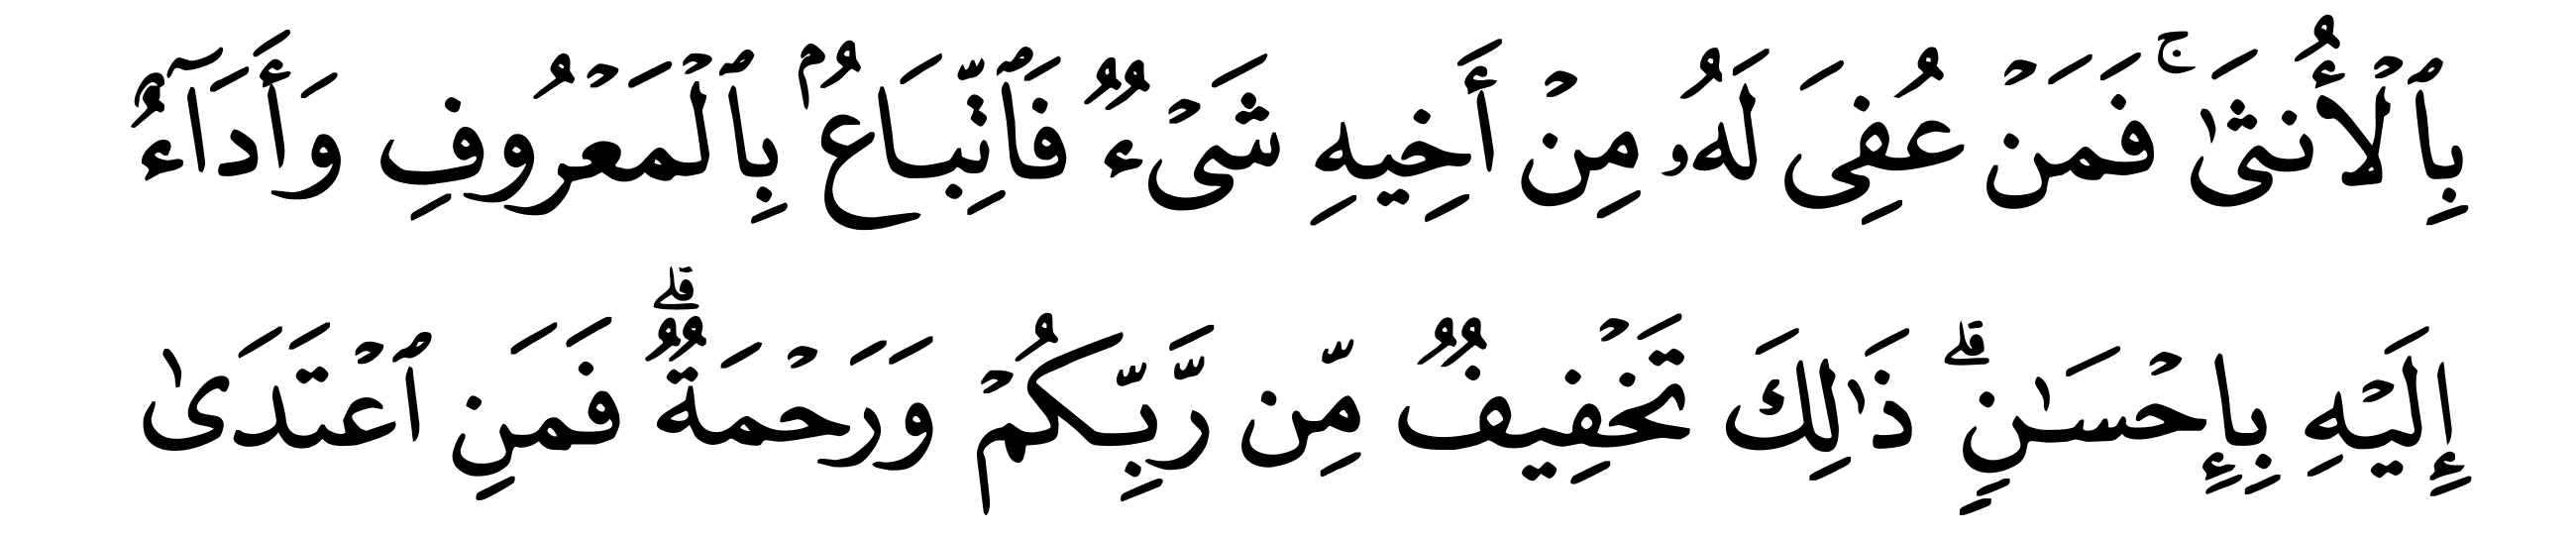 بِٱلۡأُنثَىٰۚ فَمَنۡ عُفِيَ لَهُۥ مِنۡ أَخِيهِ شَيۡءٞ فَٱتِّبَاعُۢ بِٱلۡمَعۡرُوفِ وَأَدَآءٌ
إِلَيۡهِ بِإِحۡسَٰنٖۗ ذَٰلِكَ تَخۡفِيفٞ مِّن رَّبِّكُمۡ وَرَحۡمَةٞۗ فَمَنِ ٱعۡتَدَىٰ